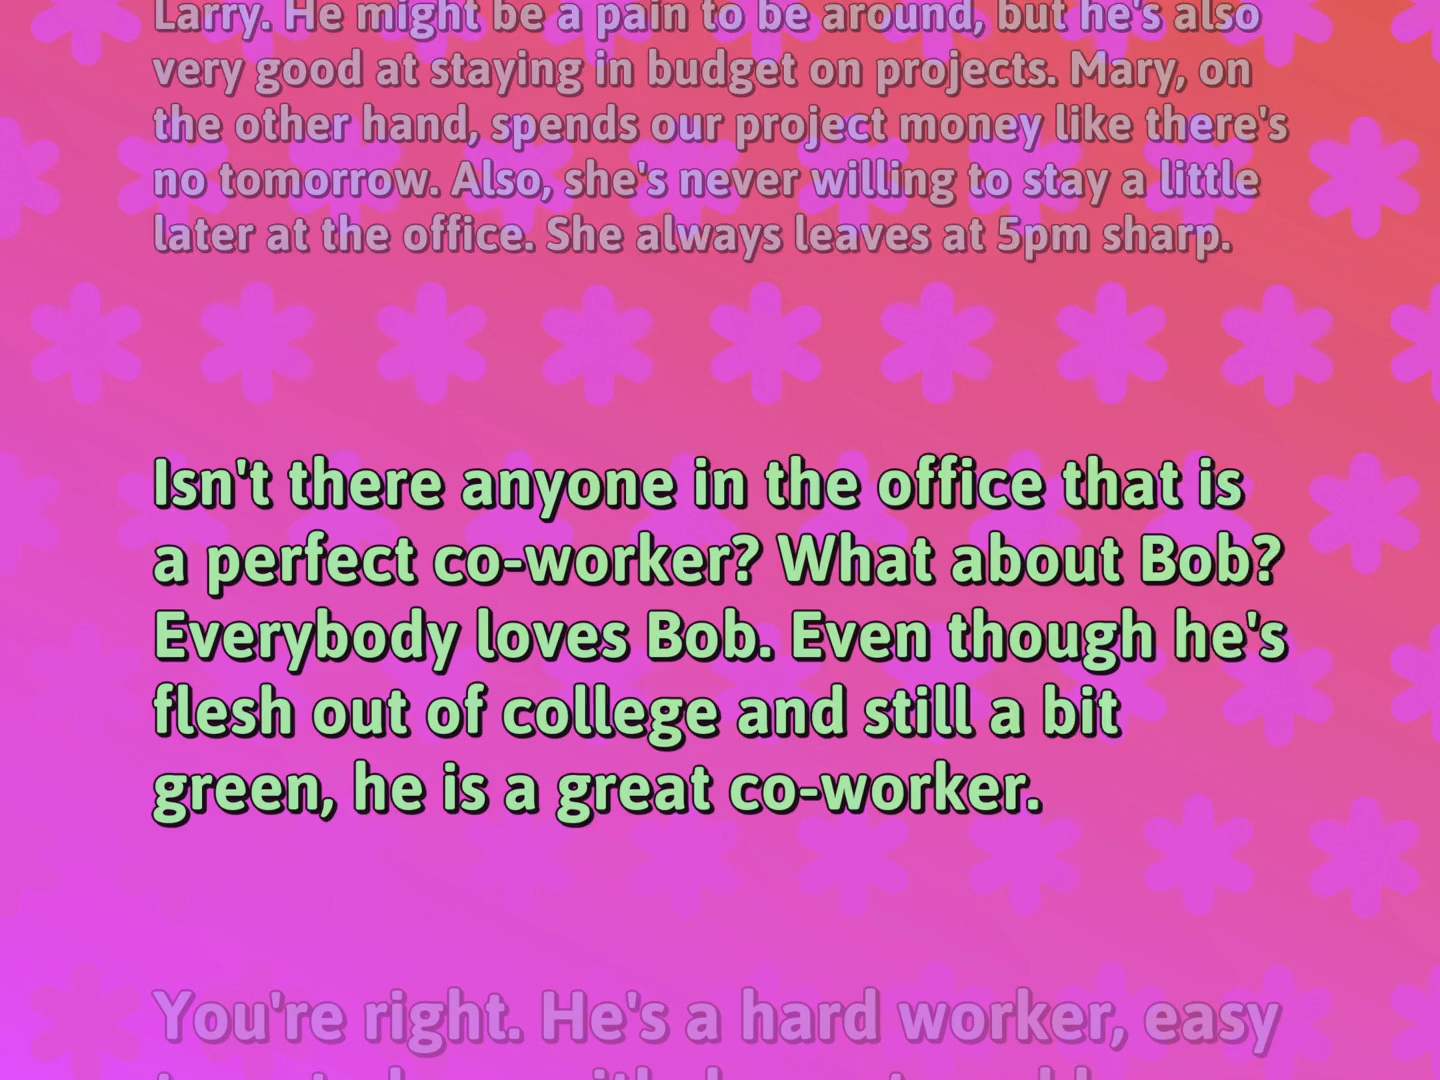 Larry. He might be a pain to be around, but he's also
very good at staying in budget on projects. Mary, on
the other hand, spends our project money like there's
no tomorrow. Also, she's never willing to stay a little
later at the office. She always leaves at 5pm sharp.
Isn't there anyone in the office that is
a perfect co-worker? What about Bob?
Everybody loves Bob. Even though he's
flesh out of college and still a bit
green, he is a great co-worker.
You're right. He's a hard worker, easy